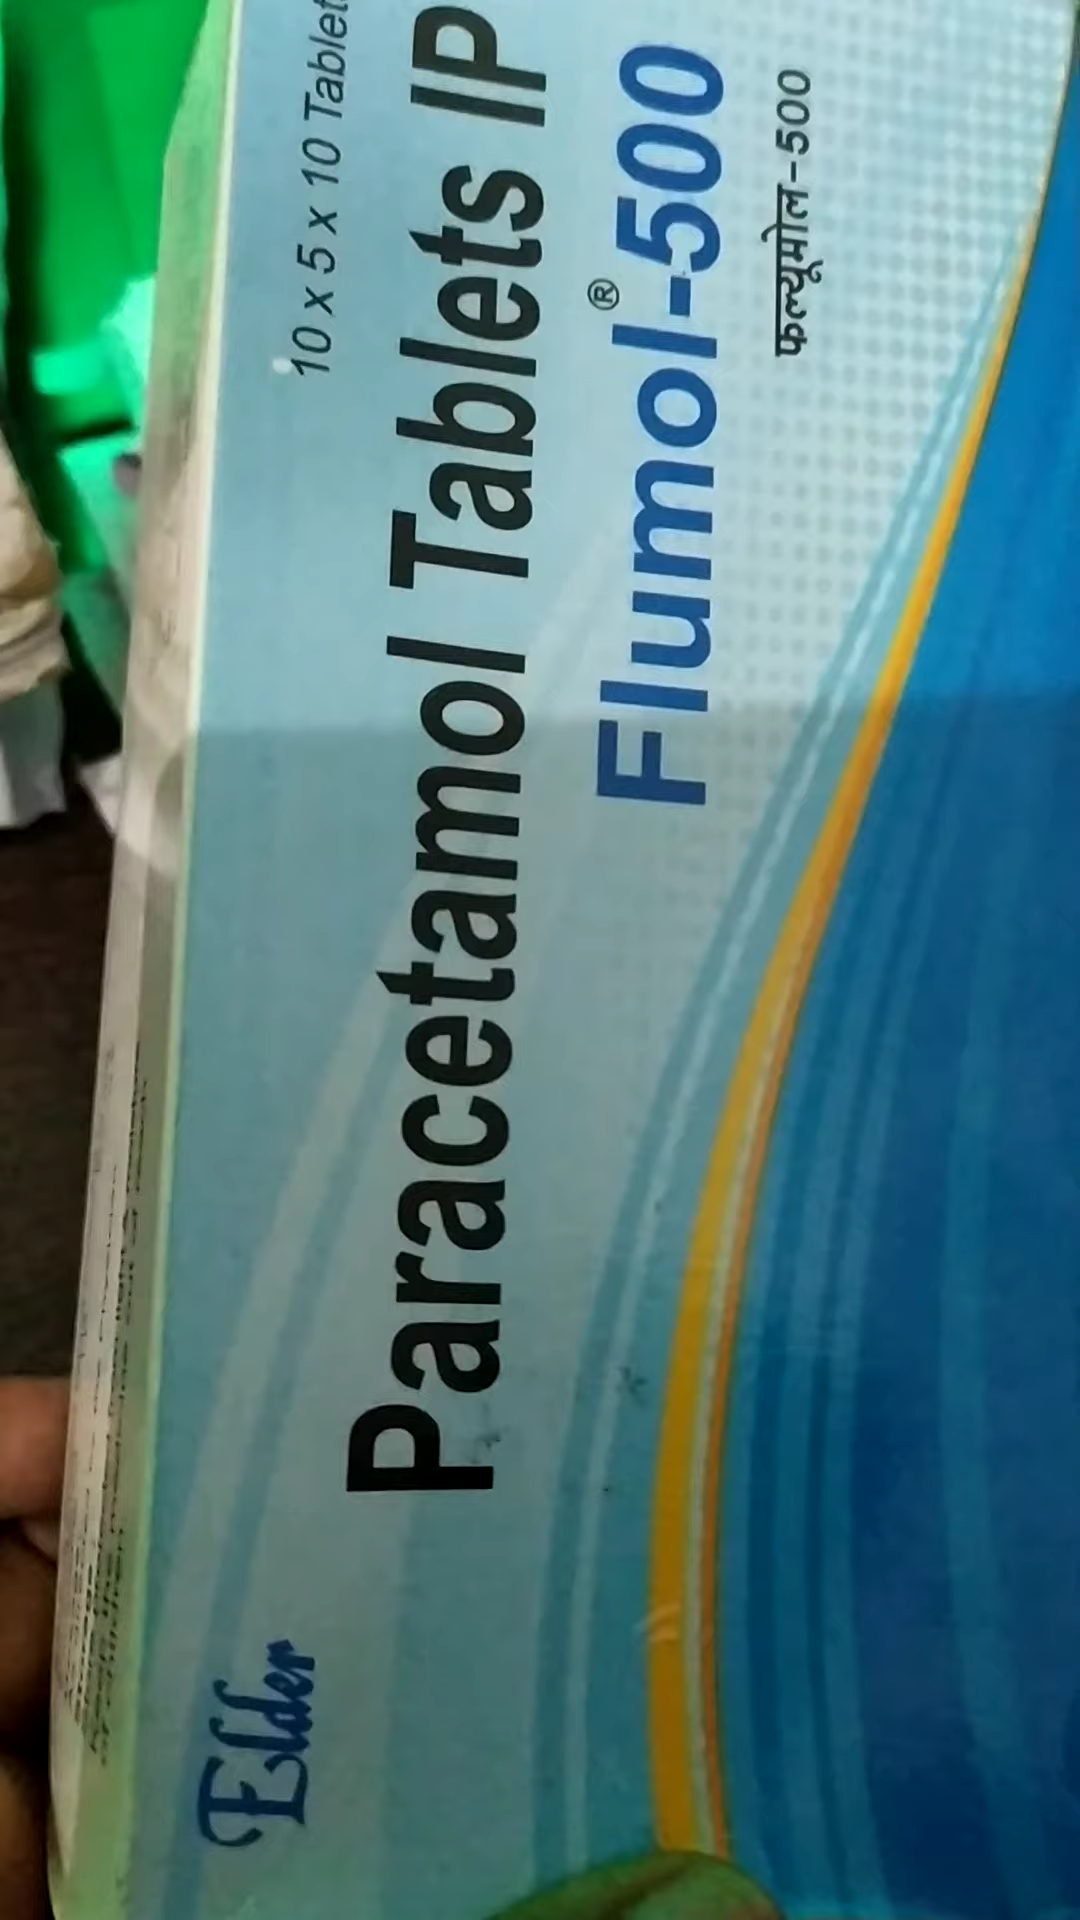 10 x 5 x 10 Tablet
Paracetamol Tablets IP
Flumol®-500
फ्ल्यूमोल-500
Elder